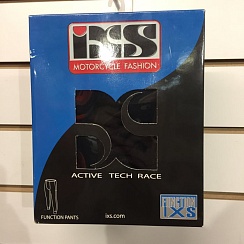 ixs
MOTORCYCLE FASHION
ACTIVE TECH RACE
FUNCTION
IXS
FUNCTION PANTS
ixs.com